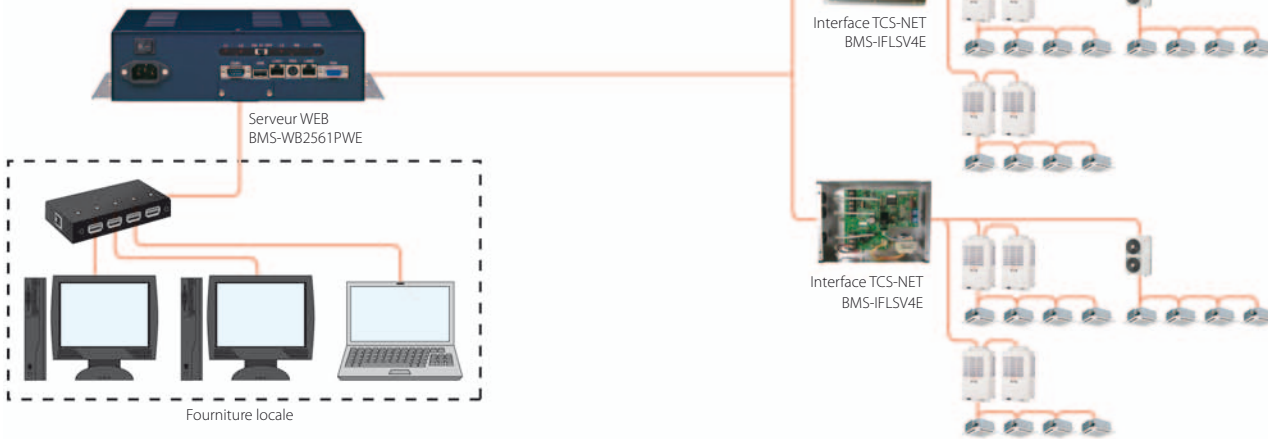 Interface TCS-NET
BMS-IFLSV4E
Serveur WEB
BMS-WB2561PWE
Interface TCS-NET
BMS-IFLSV4E
Fourniture locale